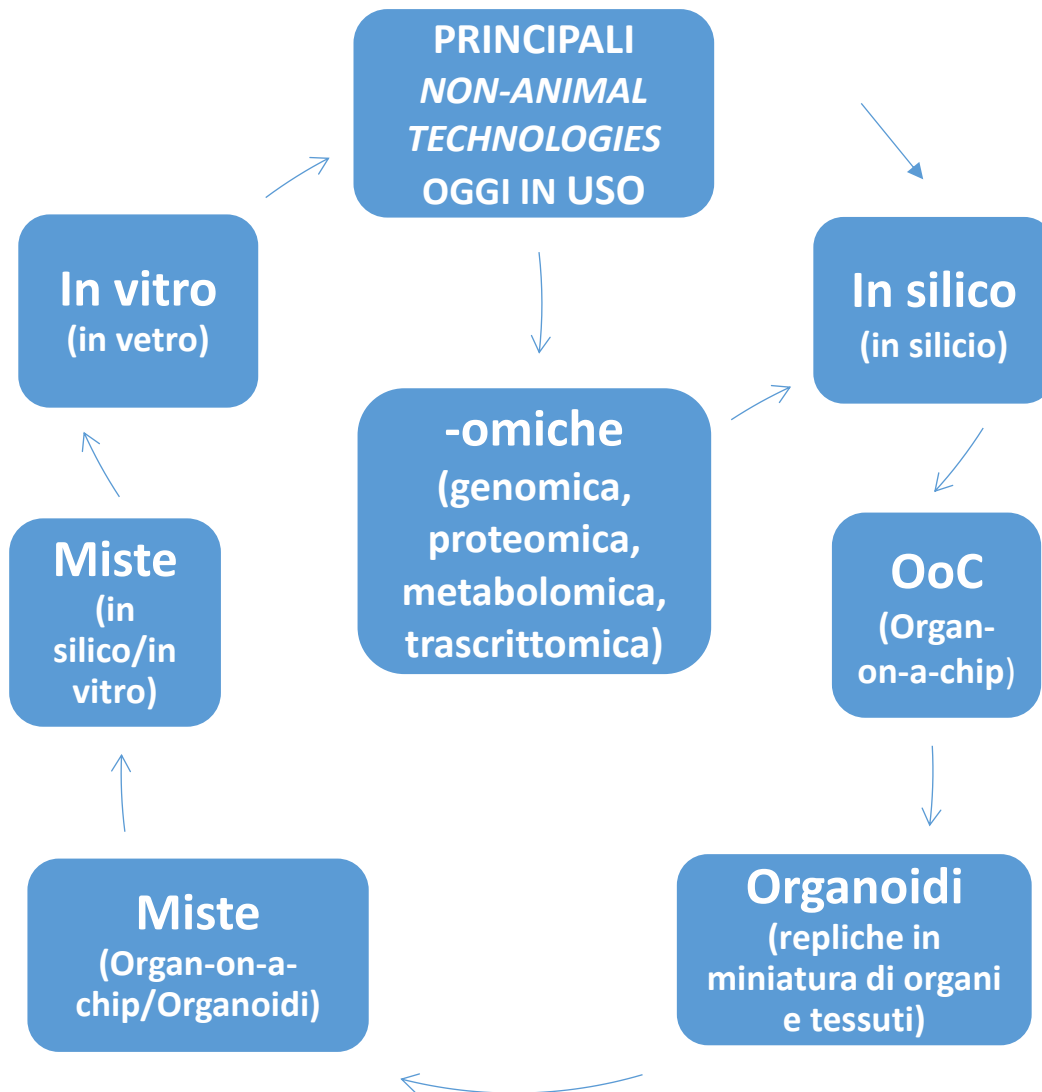 PRINCIPALI
NON-ANIMAL
TECHNOLOGIES
OGGI IN USO
In vitro
(in vetro)
In silico
(in silicio)
-omiche
(genomica,
proteomica,
metabolomica,
trascrittomica)
Miste
(in
silico/in
vitro)
OoC
(Organ-
on-a-chip)
Miste
(Organ-on-a-
chip/Organoidi)
Organoidi
(repliche in
miniatura di organi
e tessuti)